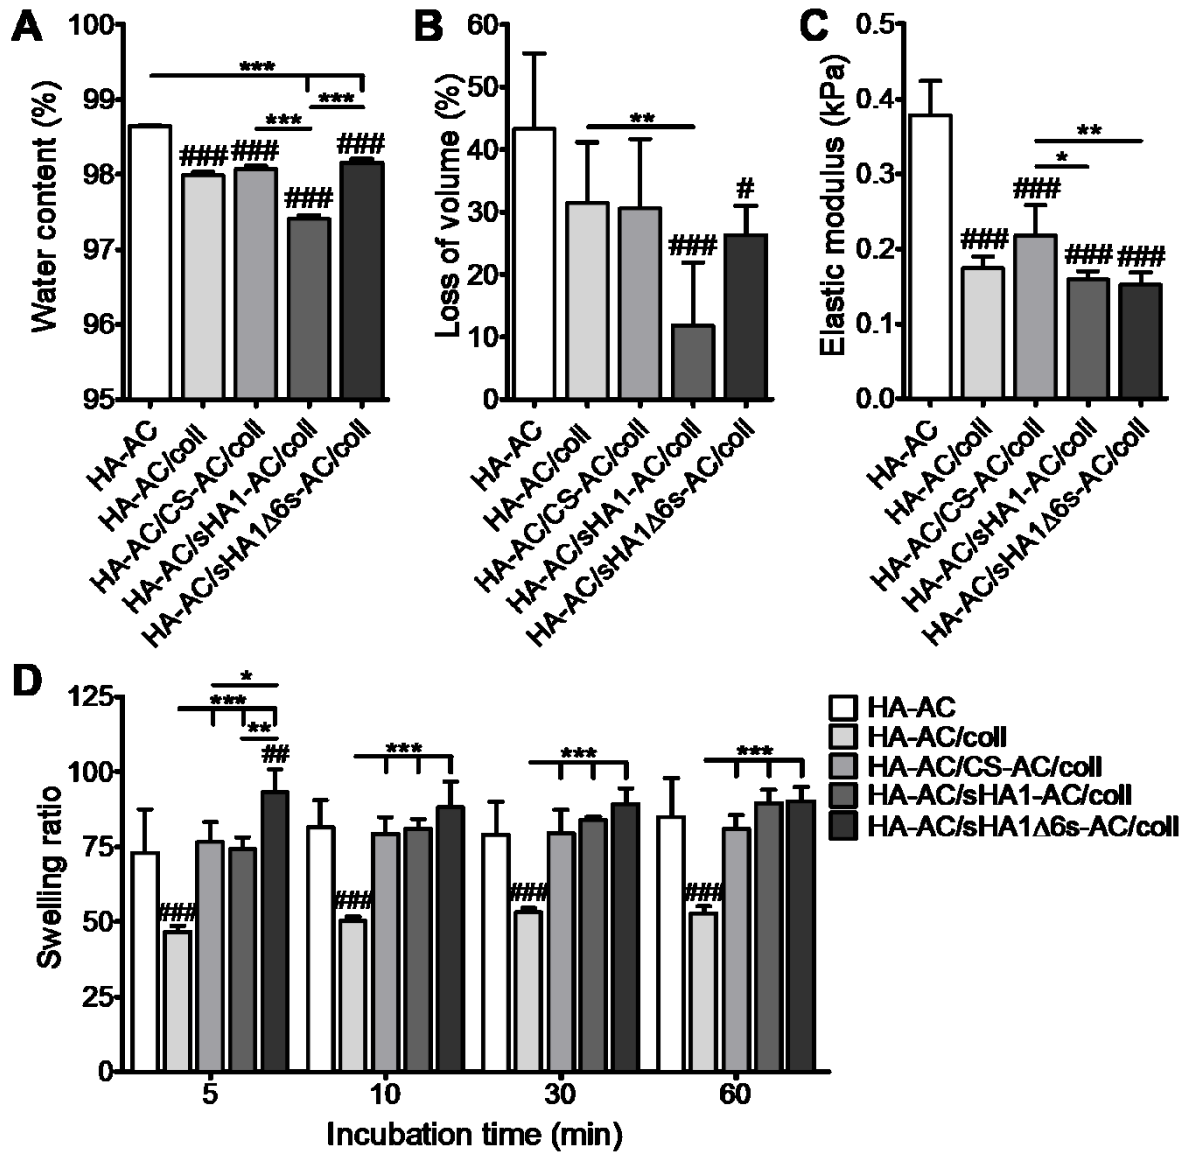 A
Water content (%)
100
99
98
97
96
95
***
***
***
###
###
###
###
HA-AC
HA-AC/coll
HA-AC/CS-AC/coll
HA-AC/sHA1-AC/coll
HA-AC/sHA1Δ6s-AC/coll
B
Loss of volume (%)
60
50
40
30
20
10
0
**
###
#
HA-AC
HA-AC/coll
HA-AC/CS-AC/coll
HA-AC/sHA1-AC/coll
HA-AC/sHA1Δ6s-AC/coll
C
Elastic modulus (kPa)
0.5
0.4
0.3
0.2
0.1
0.0
**
*
###
###
###
###
HA-AC
HA-AC/coll
HA-AC/CS-AC/coll
HA-AC/sHA1-AC/coll
HA-AC/sHA1Δ6s-AC/coll
D
Swelling ratio
125
100
75
50
25
0
*
***
**
##
###
***
###
***
###
***
###
5 10 30 60
Incubation time (min)
HA-AC
HA-AC/coll
HA-AC/CS-AC/coll
HA-AC/sHA1-AC/coll
HA-AC/sHA1Δ6s-AC/coll